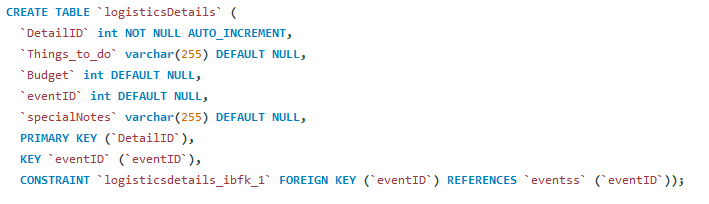 CREATE TABLE `logisticsDetails` (
  `DetailID` int NOT NULL AUTO_INCREMENT,
  `Things_to_do` varchar(255) DEFAULT NULL,
  `Budget` int DEFAULT NULL,
  `eventID` int DEFAULT NULL,
  `specialNotes` varchar(255) DEFAULT NULL,
  PRIMARY KEY (`DetailID`),
  KEY `eventID` (`eventID`),
  CONSTRAINT `logisticsdetails_ibfk_1` FOREIGN KEY (`eventID`) REFERENCES `eventss` (`eventID`));